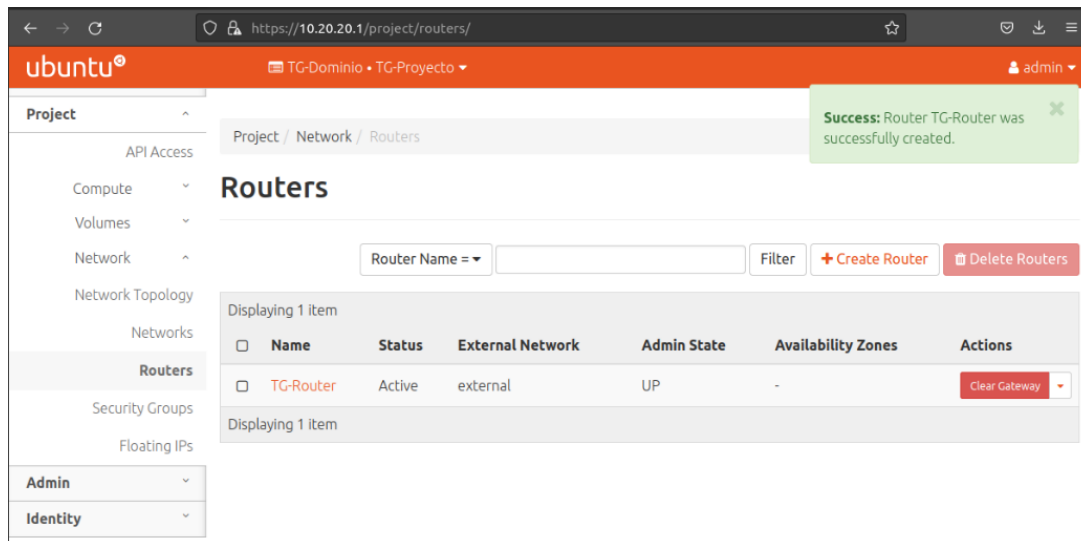 https://10.20.20.1/project/routers/
ubuntu
TG-Dominio • TG-Proyecto
admin
Success: Router TG-Router was
successfully created.
Project
API Access
Compute
Volumes
Network
Network Topology
Networks
Routers
Security Groups
Floating IPs
Admin
Identity
Project / Network / Routers
Routers
Router Name =
Filter
+ Create Router
Delete Routers
Displaying 1 item
Name Status External Network Admin State Availability Zones Actions
TG-Router Active external UP - Clear Gateway
Displaying 1 item